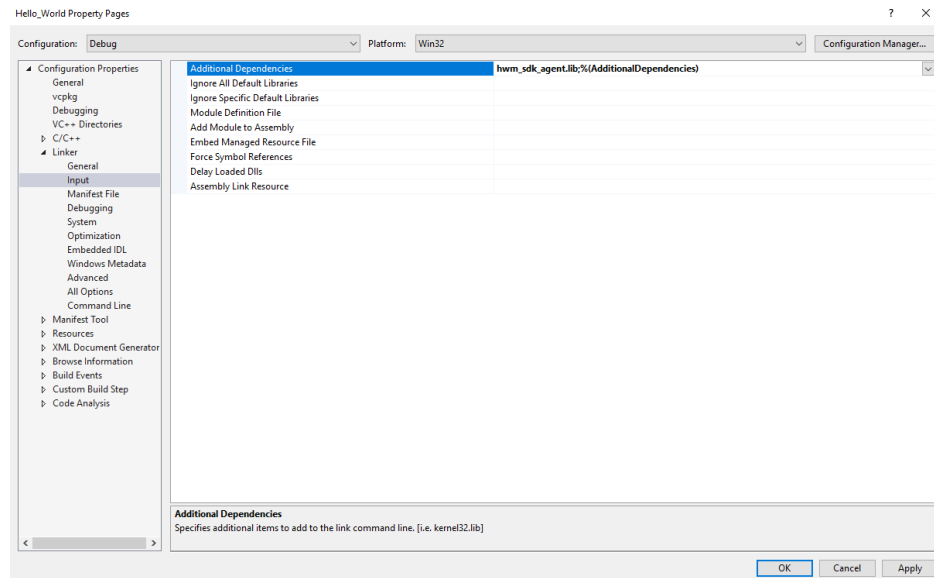 Hello_World Property Pages
? ×
Configuration: Debug Platform: Win32 Configuration Manager...
Configuration Properties
General
vcpkg
Debugging
VC++ Directories
C/C++
Linker
General
Input
Manifest File
Debugging
System
Optimization
Embedded IDL
Windows Metadata
Advanced
All Options
Command Line
Manifest Tool
Resources
XML Document Generator
Browse Information
Build Events
Custom Build Step
Code Analysis
Additional Dependencies hwm_sdk_agent.lib;%(AdditionalDependencies)
Ignore All Default Libraries
Ignore Specific Default Libraries
Module Definition File
Add Module to Assembly
Embed Managed Resource File
Force Symbol References
Delay Loaded Dlls
Assembly Link Resource
Additional Dependencies
Specifies additional items to add to the link command line. [i.e. kernel32.lib]
OK Cancel Apply